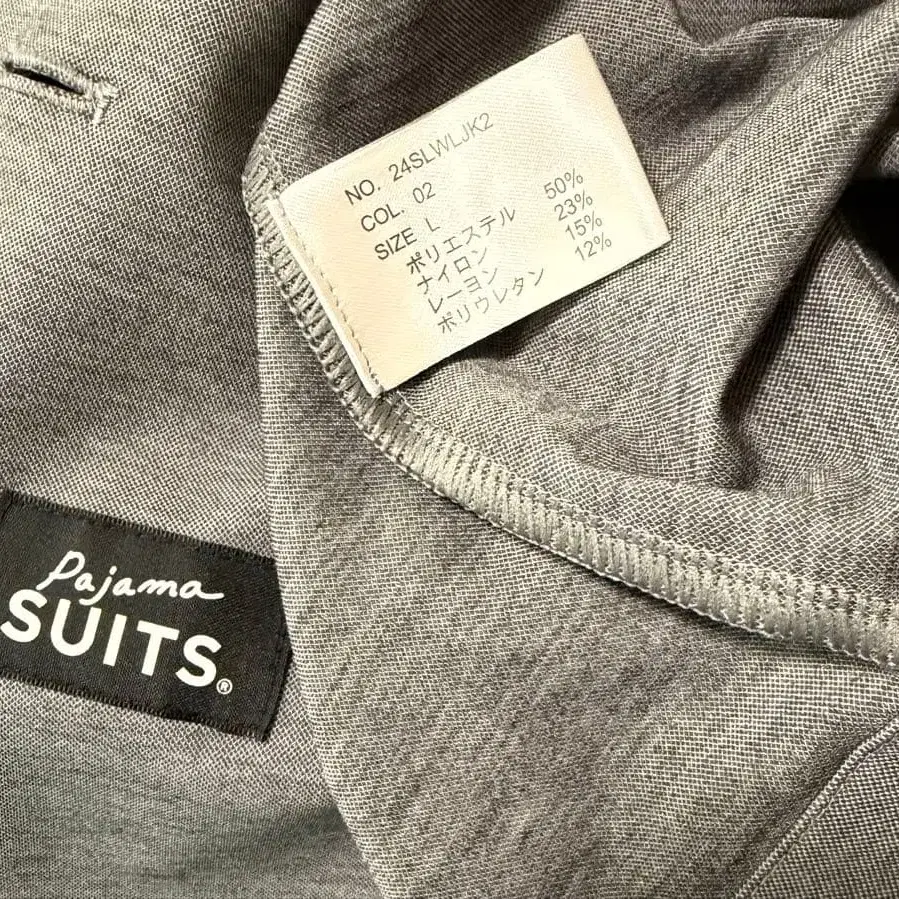 NO. 24SLWLJK2
COL. 02
SIZE L
ポリエステル 50%
ナイロン 23%
レーヨン 15%
ポリウレタン 12%
Pajama
SUITS®